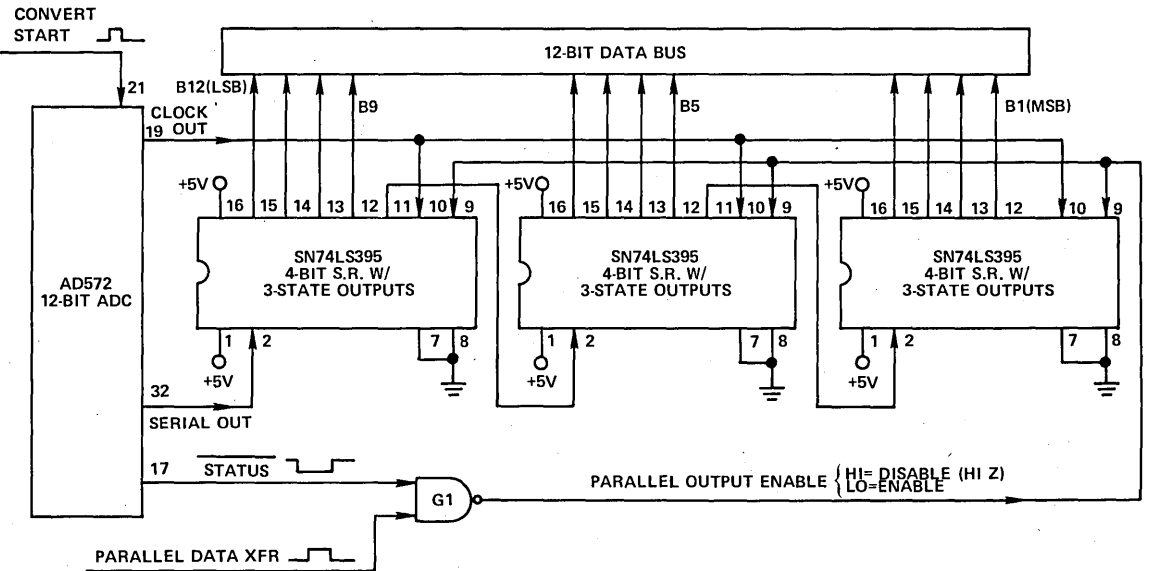 CONVERT
START
12-BIT DATA BUS
21
B12(LSB)
B9
B5
B1(MSB)
CLOCK
19 OUT
+5V
16 15 14 13 12 11 10 9
+5V
16 15 14 13 12 11 10 9
+5V
16 15 14 13 12 10 9
AD572
12-BIT ADC
SN74LS395
4-BIT S.R. W/
3-STATE OUTPUTS
SN74LS395
4-BIT S.R. W/
3-STATE OUTPUTS
SN74LS395
4-BIT S.R. W/
3-STATE OUTPUTS
1 2 7 8
+5V
1 2 7 8
+5V
1 2 7 8
+5V
32
SERIAL OUT
17
STATUS
G1
PARALLEL OUTPUT ENABLE { HI= DISABLE (HI Z)
LO=ENABLE
PARALLEL DATA XFR